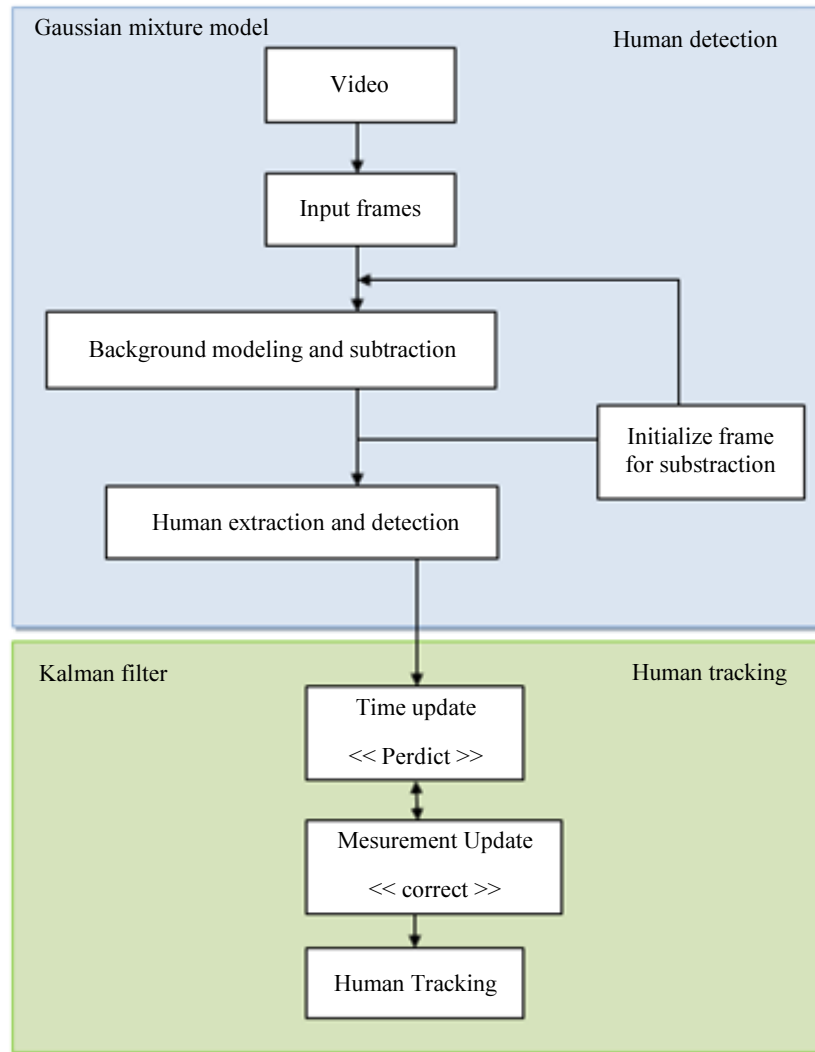 Gaussian mixture model
Human detection
Video
Input frames
Background modeling and subtraction
Initialize frame
for substraction
Human extraction and detection
Kalman filter
Human tracking
Time update
<< Perdict >>
Mesurement Update
<< correct >>
Human Tracking